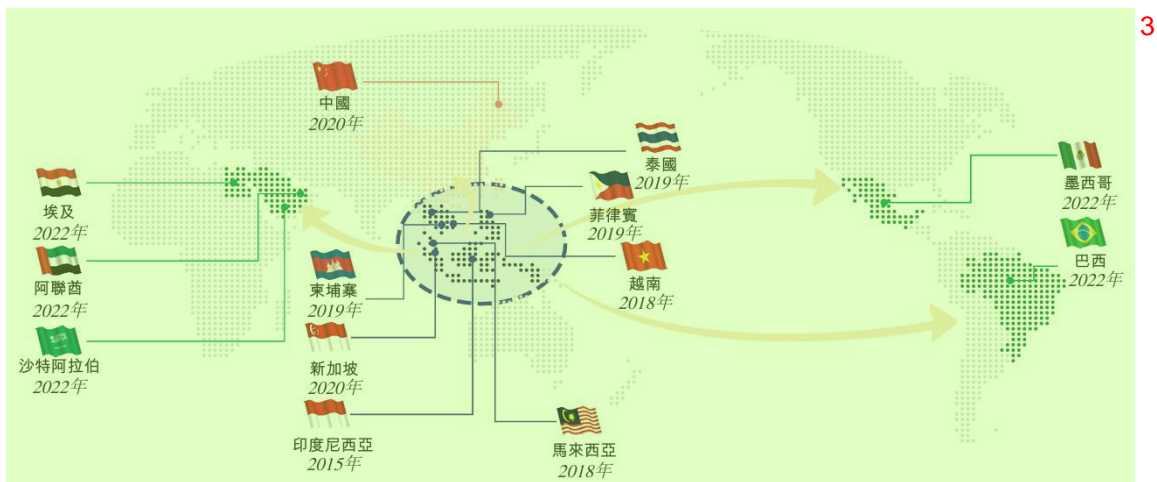 3
中國
2020年
泰國
2019年
菲律賓
2019年
越南
2018年
埃及
2022年
阿聯酋
2022年
沙特阿拉伯
2022年
柬埔寨
2019年
新加坡
2020年
印度尼西亞
2015年
馬來西亞
2018年
墨西哥
2022年
巴西
2022年